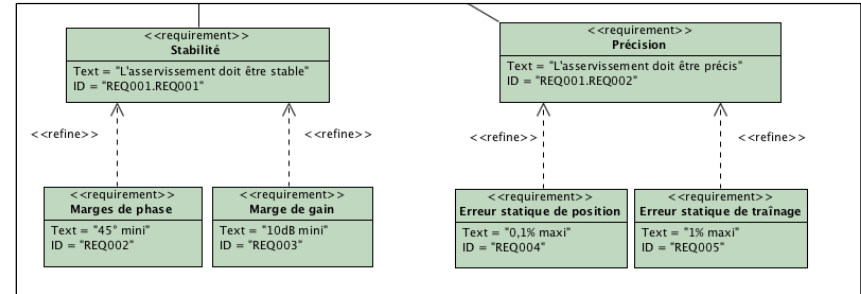 <<requirement>>
Stabilité
Text = "L'asservissement doit être stable"
ID = "REQ001.REQ001"
<<requirement>>
Précision
Text = "L'asservissement doit être précis"
ID = "REQ001.REQ002"
<<refine>>
<<refine>>
<<refine>>
<<refine>>
<<requirement>>
Marges de phase
Text = "45° mini"
ID = "REQ002"
<<requirement>>
Marge de gain
Text = "10dB mini"
ID = "REQ003"
<<requirement>>
Erreur statique de position
Text = "0,1% maxi"
ID = "REQ004"
<<requirement>>
Erreur statique de traînage
Text = "1% maxi"
ID = "REQ005"